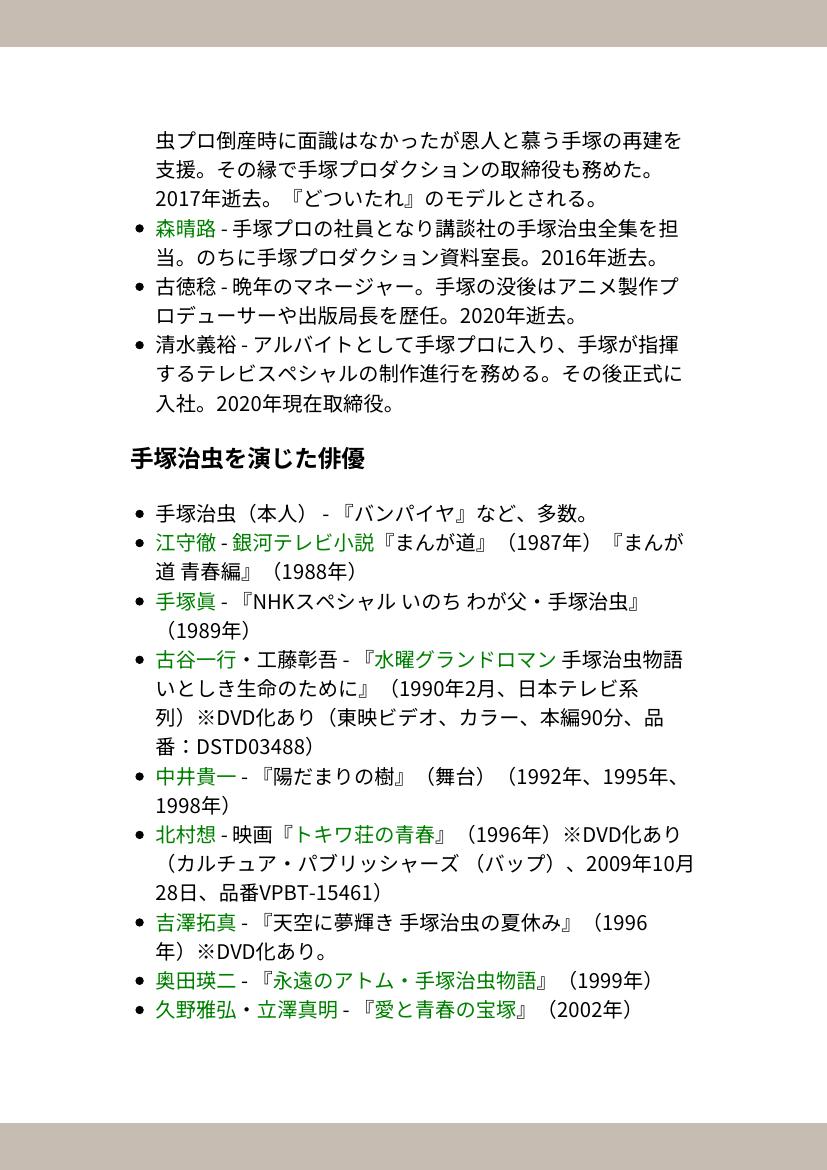 虫プロ倒産時に面識はなかったが恩人と慕う手塚の再建を
支援。その縁で手塚プロダクションの取締役も務めた。
2017年逝去。『どついたれ』のモデルとされる。
• 森晴路 - 手塚プロの社員となり講談社の手塚治虫全集を担
当。のちに手塚プロダクション資料室長。2016年逝去。
• 古徳稔 - 晩年のマネージャー。手塚の没後はアニメ製作プ
ロデューサーや出版局長を歴任。2020年逝去。
• 清水義裕 - アルバイトとして手塚プロに入り、手塚が指揮
するテレビスペシャルの制作進行を務める。その後正式に
入社。2020年現在取締役。
手塚治虫を演じた俳優
• 手塚治虫（本人） - 『バンパイヤ』など、多数。
• 江守徹 - 銀河テレビ小説『まんが道』（1987年）『まんが
道 青春編』（1988年）
• 手塚眞 - 『NHKスペシャル いのち わが父・手塚治虫』
（1989年）
• 古谷一行・工藤彰吾 - 『水曜グランドロマン 手塚治虫物語
いとしき生命のために』（1990年2月、日本テレビ系
列）※DVD化あり（東映ビデオ、カラー、本編90分、品
番：DSTD03488）
• 中井貴一 - 『陽だまりの樹』（舞台）（1992年、1995年、
1998年）
• 北村想 - 映画『トキワ荘の青春』（1996年）※DVD化あり
（カルチュア・パブリッシャーズ （バップ）、2009年10月
28日、品番VPBT-15461）
• 吉澤拓真 - 『天空に夢輝き 手塚治虫の夏休み』（1996
年）※DVD化あり。
• 奥田瑛二 - 『永遠のアトム・手塚治虫物語』（1999年）
• 久野雅弘・立澤真明 - 『愛と青春の宝塚』（2002年）